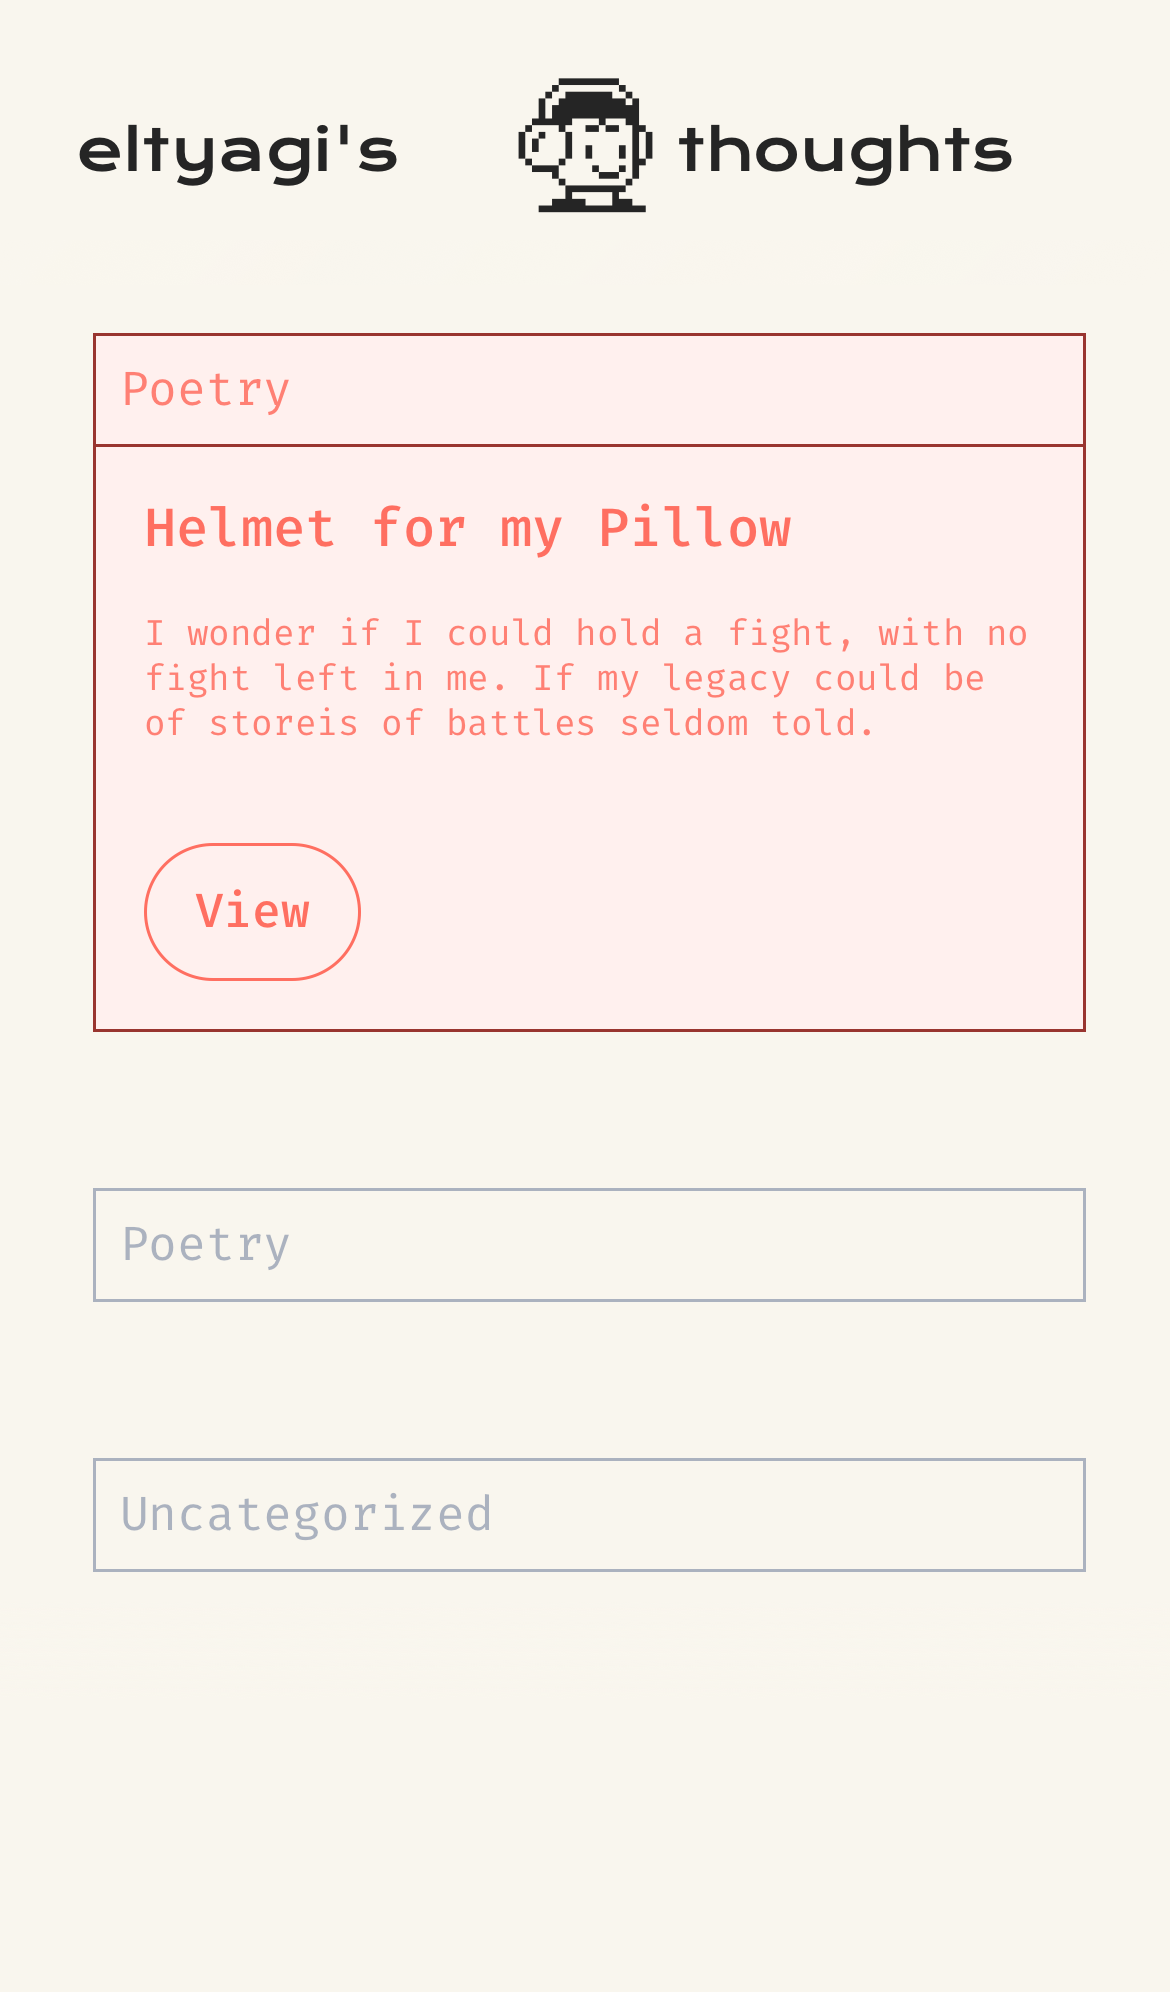 eltyagi's thoughts
Poetry
Helmet for my Pillow
I wonder if I could hold a fight, with no
fight left in me. If my legacy could be
of storeis of battles seldom told.
View
Poetry
Uncategorized